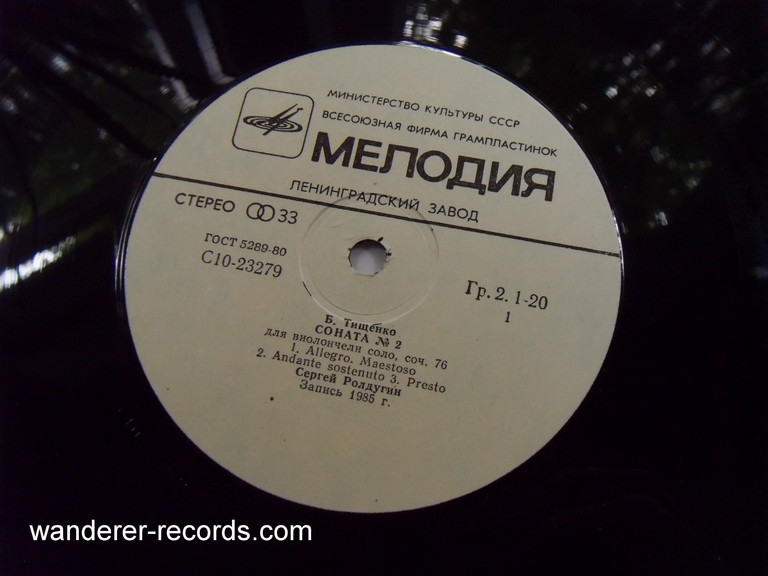 МИНИСТЕРСТВО КУЛЬТУРЫ СССР
ВСЕСОЮЗНАЯ ФИРМА ГРАМПЛАСТИНОК
МЕЛОДИЯ
ЛЕНИНГРАДСКИЙ ЗАВОД
СТЕРЕО 33
ГОСТ 5289-80
С10-23279
Гр. 2. 1-20
1
Б. Тищенко
СОНАТА № 2
для виолончели соло, соч. 76
1. Allegro. Maestoso
2. Andante sostenuto 3. Presto
Сергей Ролдугин
Запись 1985 г.
wanderer-records.com